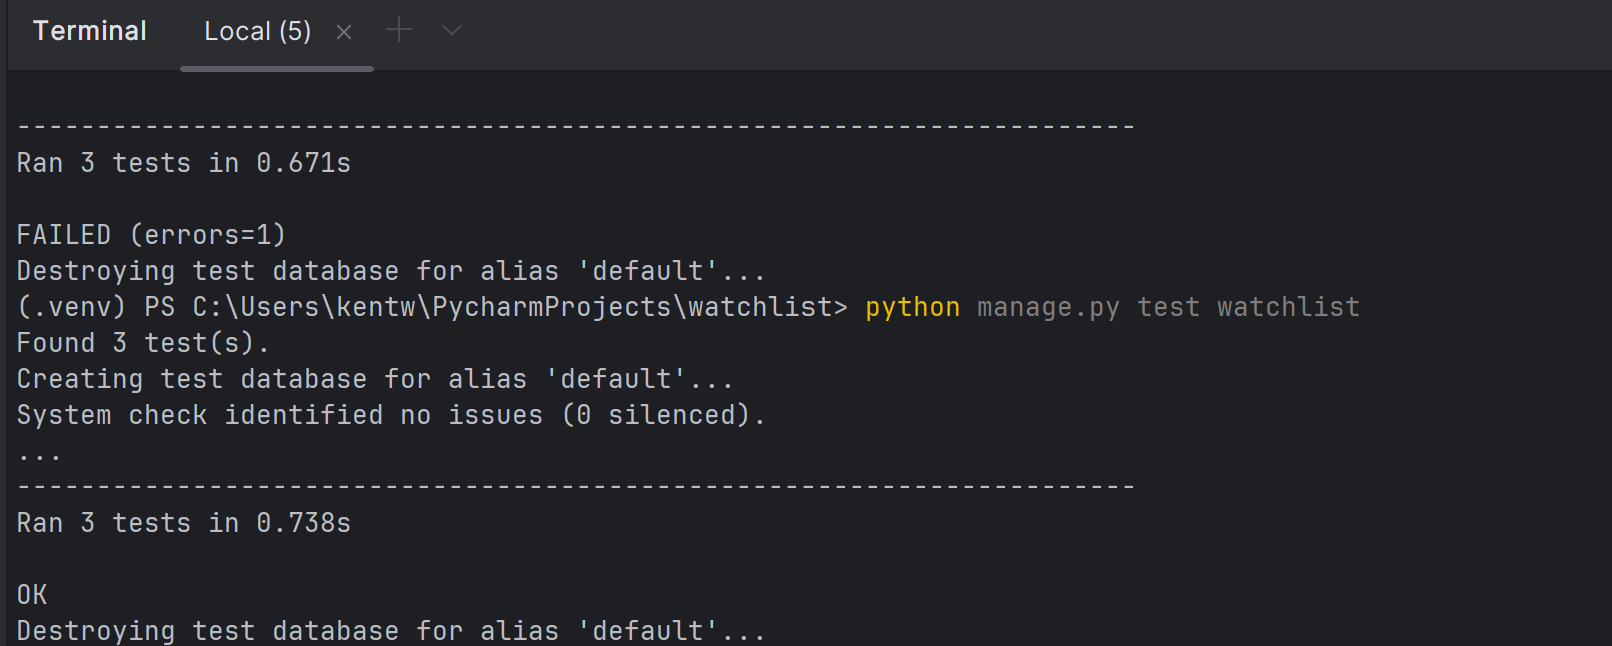 Terminal Local (5)
----------------------------------------------------------------------
Ran 3 tests in 0.671s
FAILED (errors=1)
Destroying test database for alias 'default'...
(.venv) PS C:\Users\kentw\PycharmProjects\watchlist> python manage.py test watchlist
Found 3 test(s).
Creating test database for alias 'default'...
System check identified no issues (0 silenced).
...
----------------------------------------------------------------------
Ran 3 tests in 0.738s
OK
Destroying test database for alias 'default'...